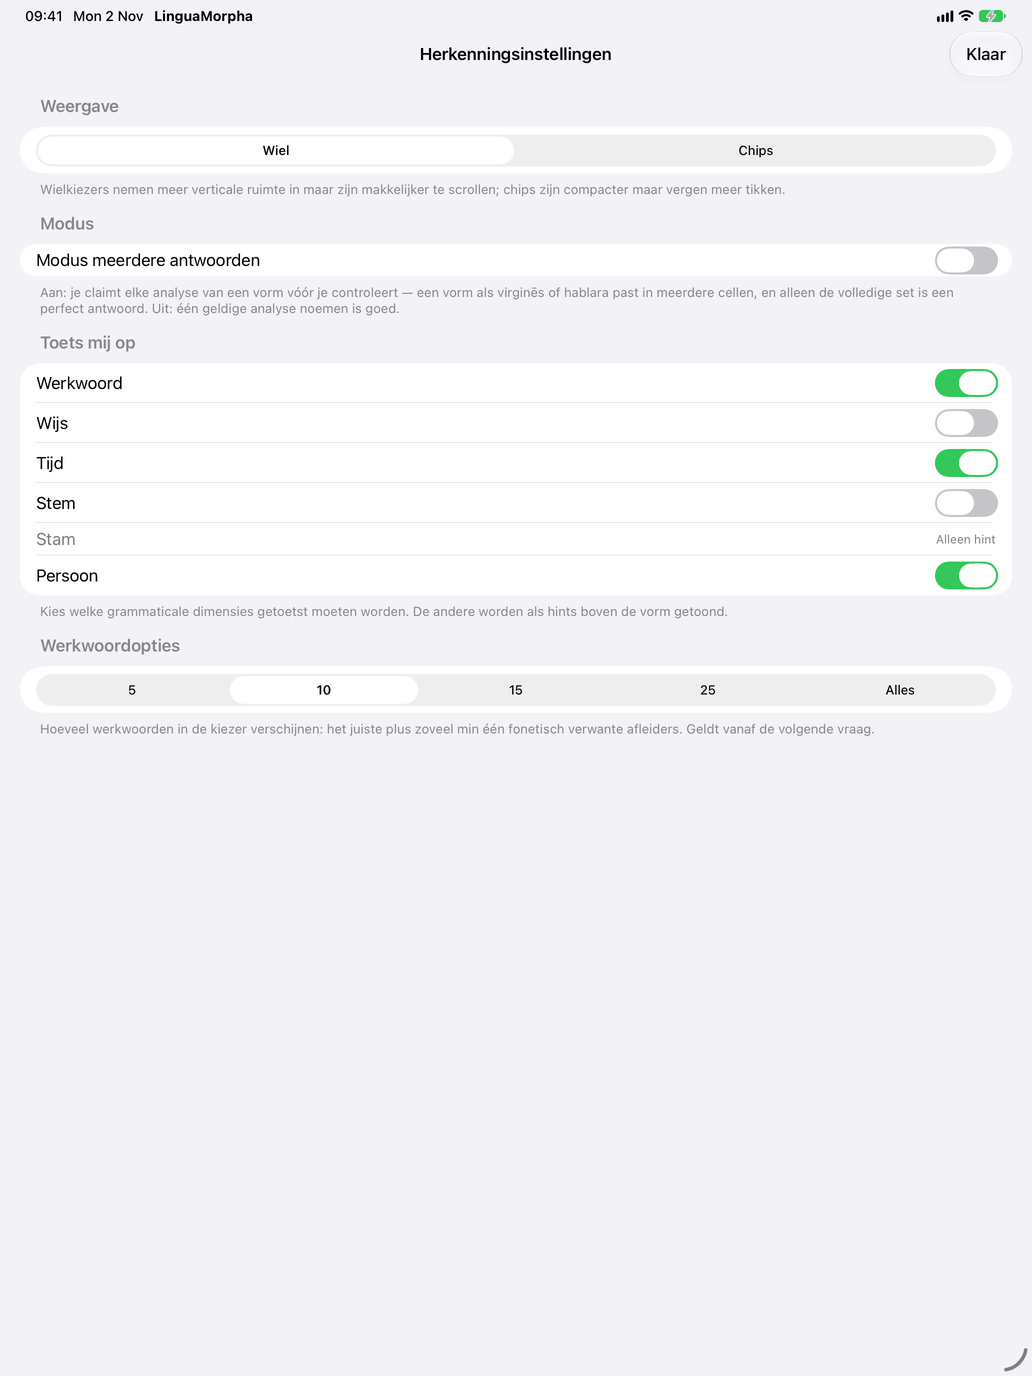 09:41 Mon 2 Nov LinguaMorpha
Herkenningsinstellingen
Klaar
Weergave
Wiel
Chips
Wielkiezers nemen meer verticale ruimte in maar zijn makkelijker te scrollen; chips zijn compacter maar vergen meer tikken.
Modus
Modus meerdere antwoorden
Aan: je claimt elke analyse van een vorm vóór je controleert — een vorm als virginēs of hablara past in meerdere cellen, en alleen de volledige set is een
perfect antwoord. Uit: één geldige analyse noemen is goed.
Toets mij op
Werkwoord
Wijs
Tijd
Stem
Stam
Alleen hint
Persoon
Kies welke grammaticale dimensies getoetst moeten worden. De andere worden als hints boven de vorm getoond.
Werkwoordopties
5
10
15
25
Alles
Hoeveel werkwoorden in de kiezer verschijnen: het juiste plus zoveel min één fonetisch verwante afleiders. Geldt vanaf de volgende vraag.